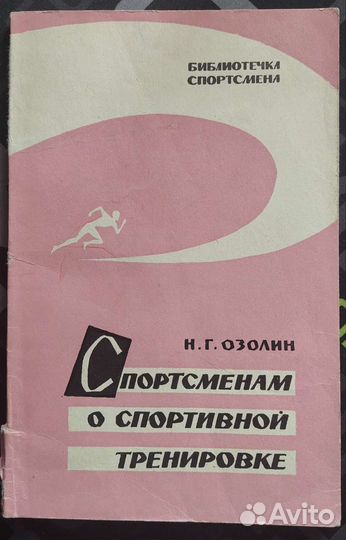 БИБЛИОТЕЧКА
СПОРТСМЕНА
Н. Г. ОЗОЛИН
СПОРТСМЕНАМ
О СПОРТИВНОЙ
ТРЕНИРОВКЕ
Avito